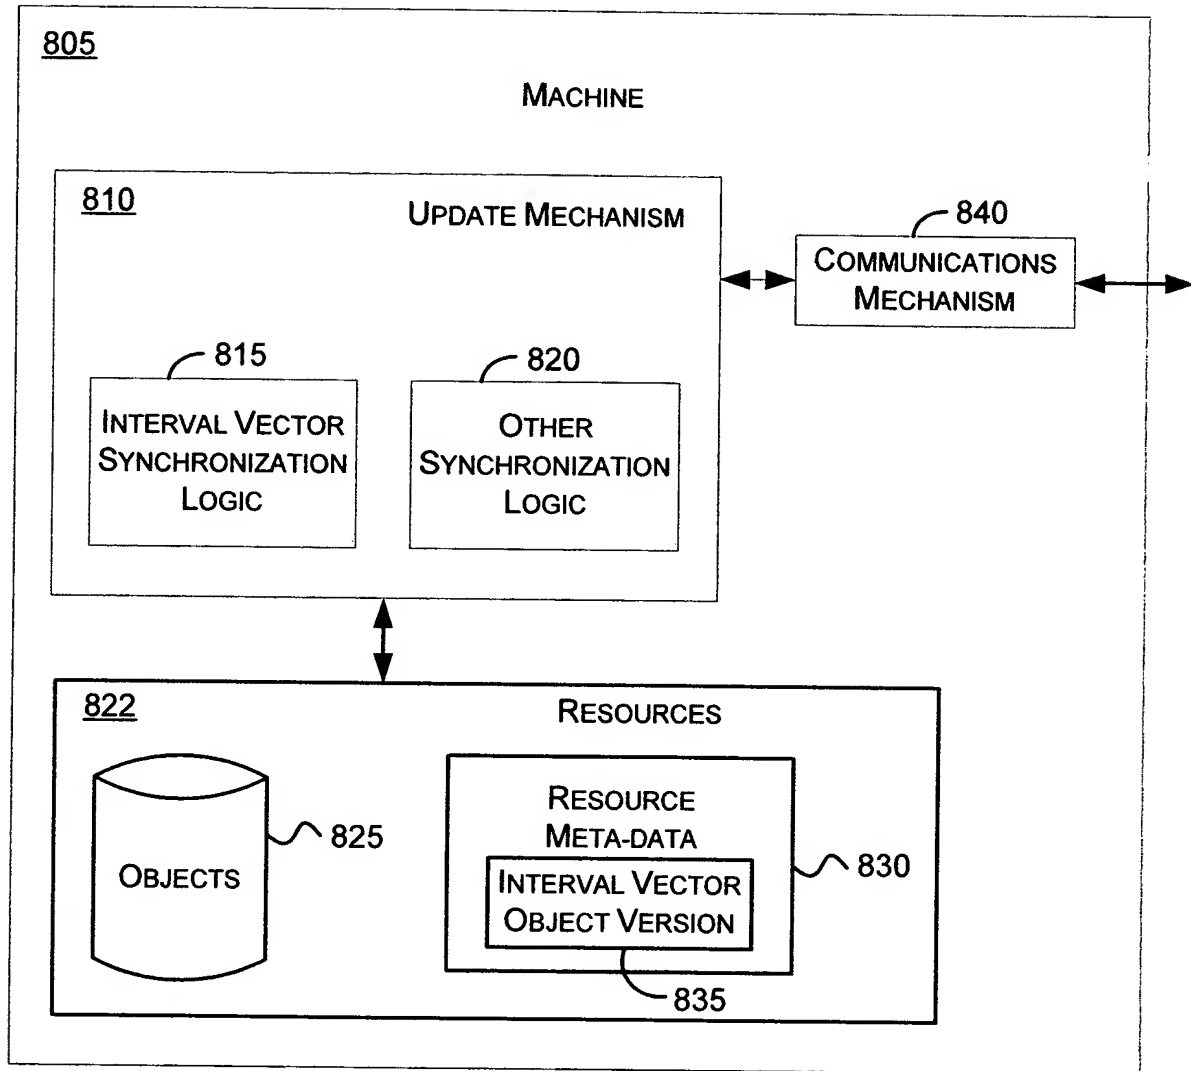 805
MACHINE
810
UPDATE MECHANISM
840
COMMUNICATIONS
MECHANISM
815
INTERVAL VECTOR
SYNCHRONIZATION
LOGIC
820
OTHER
SYNCHRONIZATION
LOGIC
822
RESOURCES
OBJECTS
825
RESOURCE
META-DATA
830
INTERVAL VECTOR
OBJECT VERSION
835